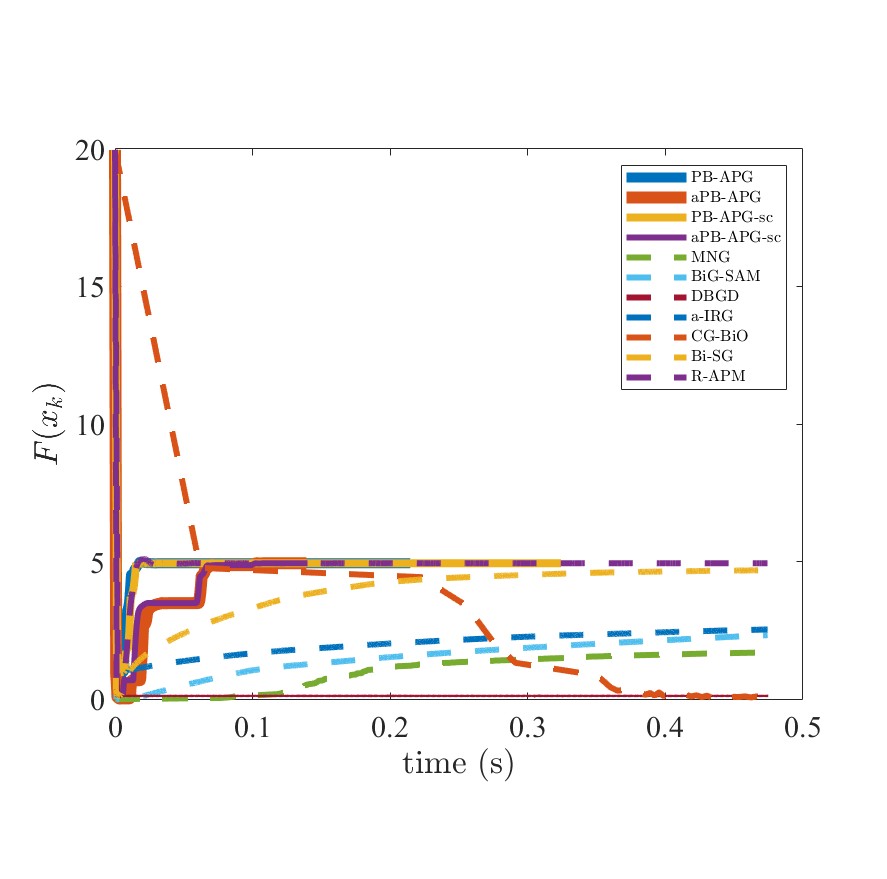 20
15
10
5
0
F(x_k)
0 0.1 0.2 0.3 0.4 0.5
time (s)
PB-APG
aPB-APG
PB-APG-sc
aPB-APG-sc
MNG
BiG-SAM
DBGD
a-IRG
CG-BiO
Bi-SG
R-APM